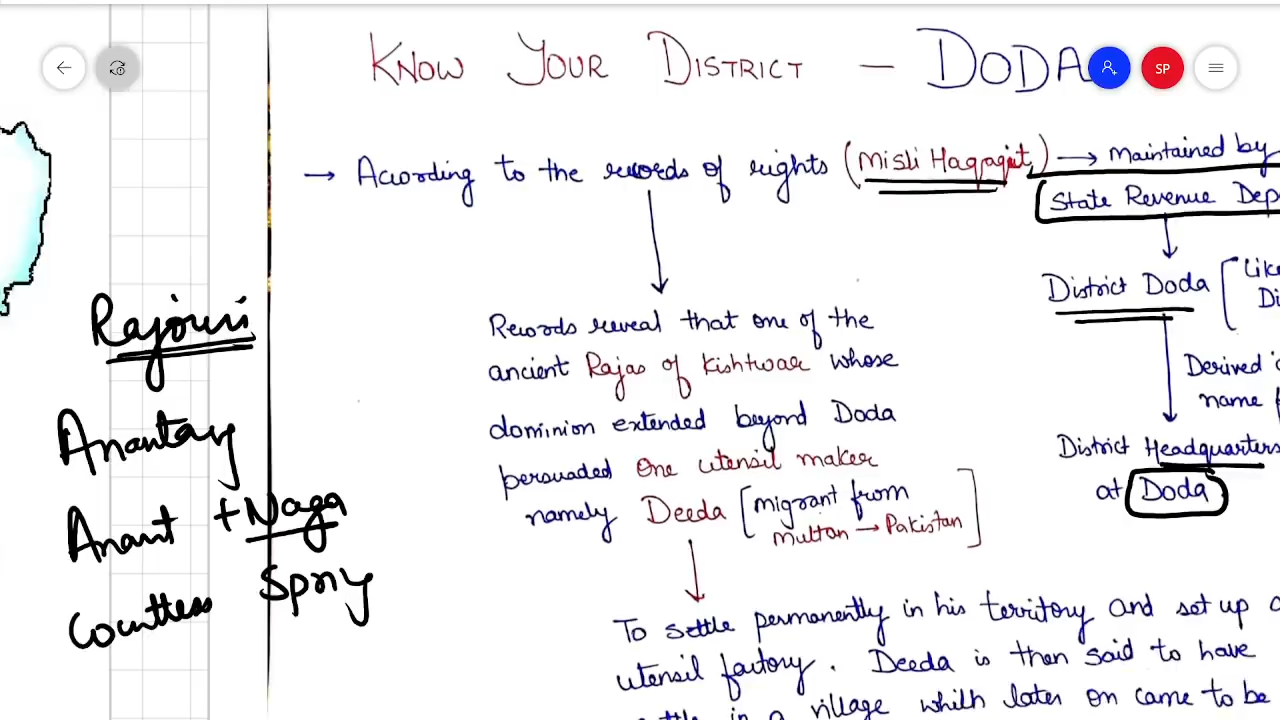 KNOW YOUR DISTRICT — DODA
SP
→ According to the records of rights (Misli Haqaqit) → Maintained by
State Revenue Dep
District Doda
Records reveal that one of the
ancient Rajas of Kishtwar whose
dominion extended beyond Doda
persuaded One utensil maker
namely Deeda [migrant from
Multan → Pakistan]
To settle permanently in his territory and set up
utensil factory. Deeda is then said to have
in a village which later on came to be
Derived
name
District Headquarters
at Doda
Rajouri
Anantary
Anant + Naga
Countless